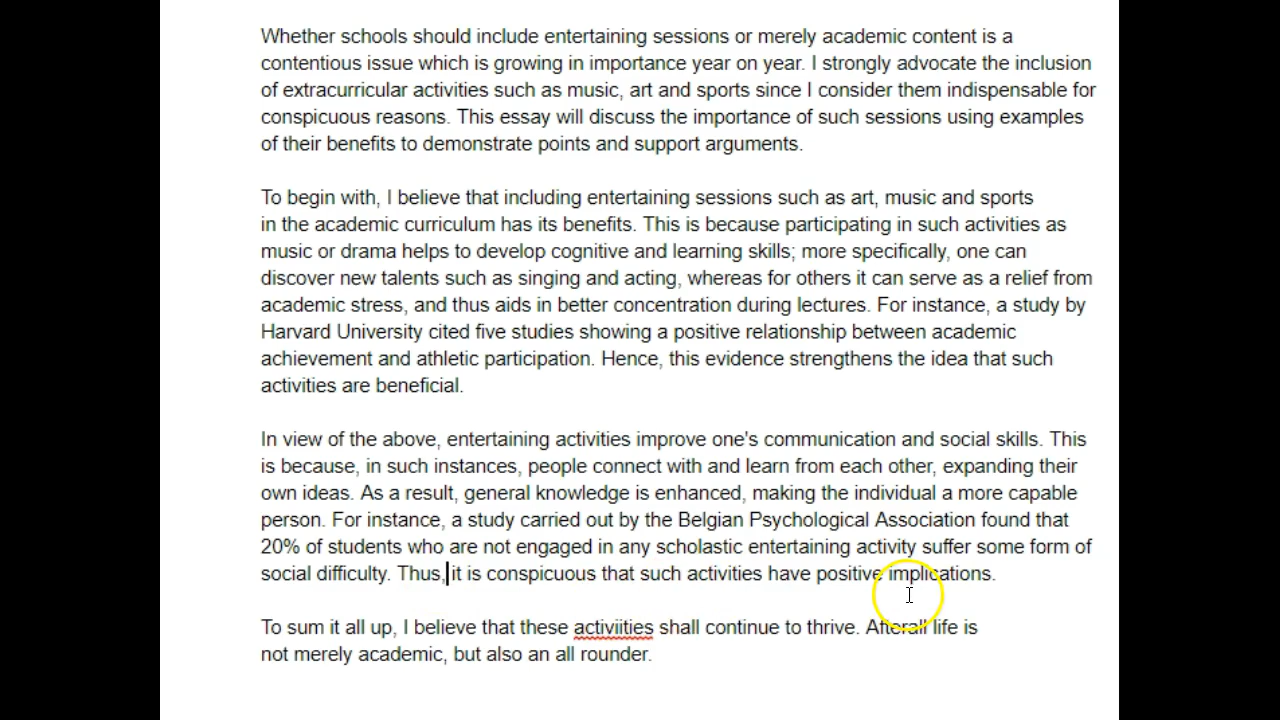 Whether schools should include entertaining sessions or merely academic content is a
contentious issue which is growing in importance year on year. I strongly advocate the inclusion
of extracurricular activities such as music, art and sports since I consider them indispensable for
conspicuous reasons. This essay will discuss the importance of such sessions using examples
of their benefits to demonstrate points and support arguments.
To begin with, I believe that including entertaining sessions such as art, music and sports
in the academic curriculum has its benefits. This is because participating in such activities as
music or drama helps to develop cognitive and learning skills; more specifically, one can
discover new talents such as singing and acting, whereas for others it can serve as a relief from
academic stress, and thus aids in better concentration during lectures. For instance, a study by
Harvard University cited five studies showing a positive relationship between academic
achievement and athletic participation. Hence, this evidence strengthens the idea that such
activities are beneficial.
In view of the above, entertaining activities improve one's communication and social skills. This
is because, in such instances, people connect with and learn from each other, expanding their
own ideas. As a result, general knowledge is enhanced, making the individual a more capable
person. For instance, a study carried out by the Belgian Psychological Association found that
20% of students who are not engaged in any scholastic entertaining activity suffer some form of
social difficulty. Thus, it is conspicuous that such activities have positive implications.
To sum it all up, I believe that these activiities shall continue to thrive. Afterall life is
not merely academic, but also an all rounder.